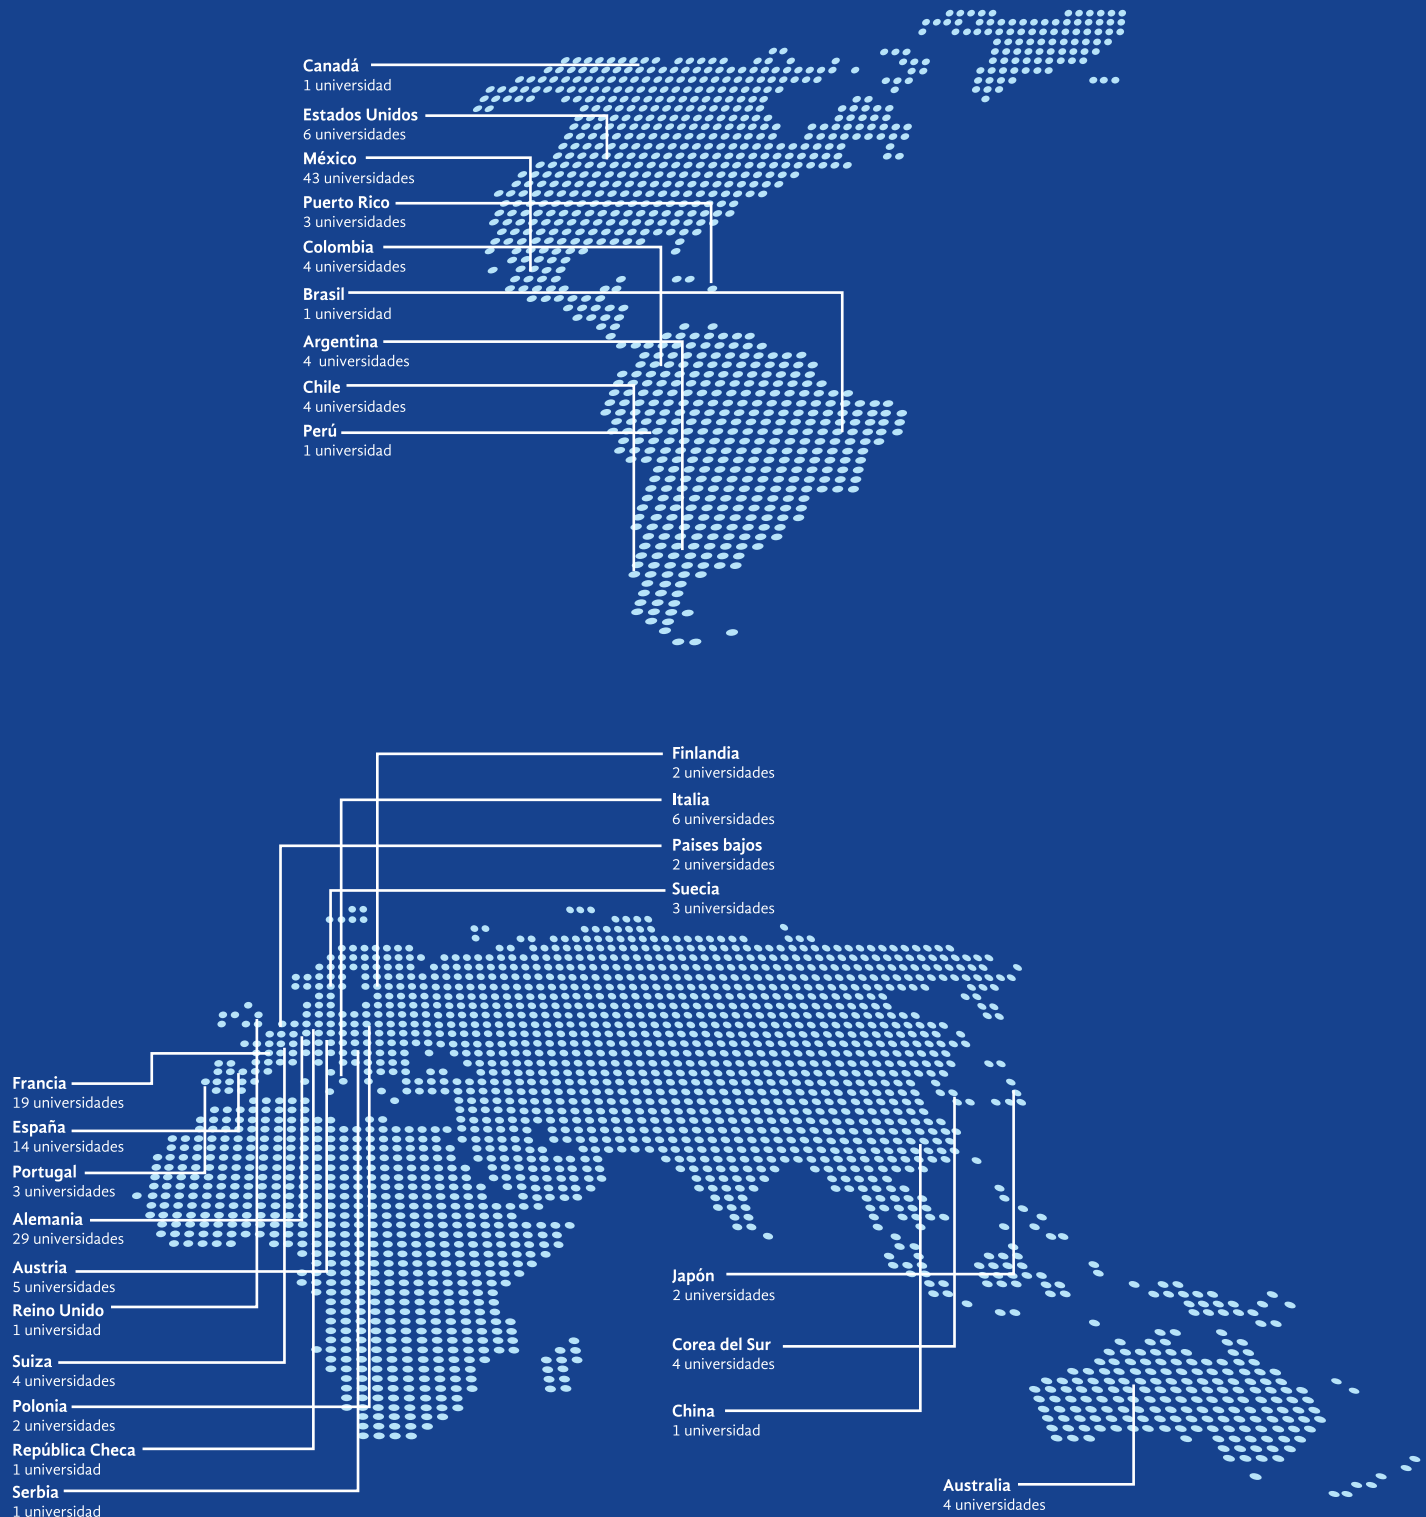 Canadá
1 universidad
Estados Unidos
6 universidades
México
43 universidades
Puerto Rico
3 universidades
Colombia
4 universidades
Brasil
1 universidad
Argentina
4  universidades
Chile
4 universidades
Perú
1 universidad
Finlandia
2 universidades
Italia
6 universidades
Paises bajos
2 universidades
Suecia
3 universidades
Francia
19 universidades
España
14 universidades
Portugal
3 universidades
Alemania
29 universidades
Austria
5 universidades
Reino Unido
1 universidad
Suiza
4 universidades
Polonia
2 universidades
República Checa
1 universidad
Serbia
1 universidad
Japón
2 universidades
Corea del Sur
4 universidades
China
1 universidad
Australia
4 universidades